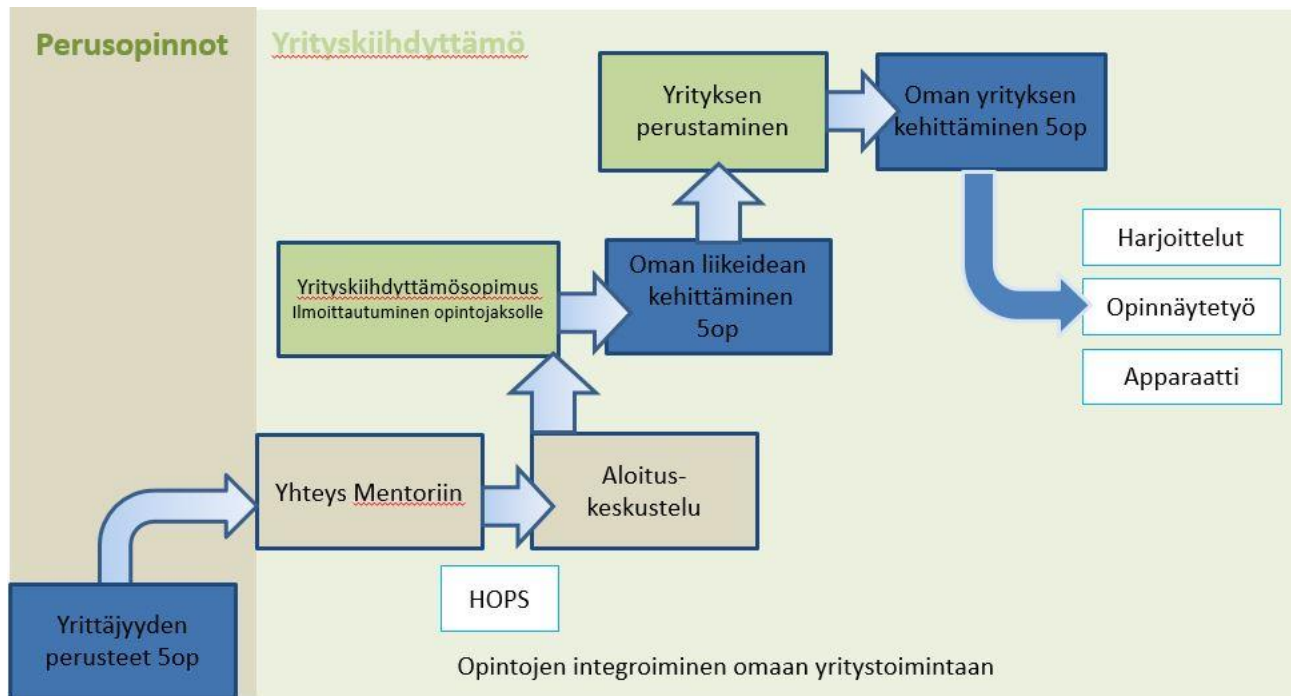 Perusopinnot
Yrityskiihdyttämö
Yrityksen
perustaminen
Oman yrityksen
kehittäminen 5op
Harjoittelut
Opinnäytetyö
Apparaatti
Yrityskiihdyttämösopimus
Ilmoittautuminen opintojaksolle
Oman liikeidean
kehittäminen
5op
Yhteys Mentoriin
Aloitus-
keskustelu
HOPS
Yrittäjyyden
perusteet 5op
Opintojen integroiminen omaan yritystoimintaan